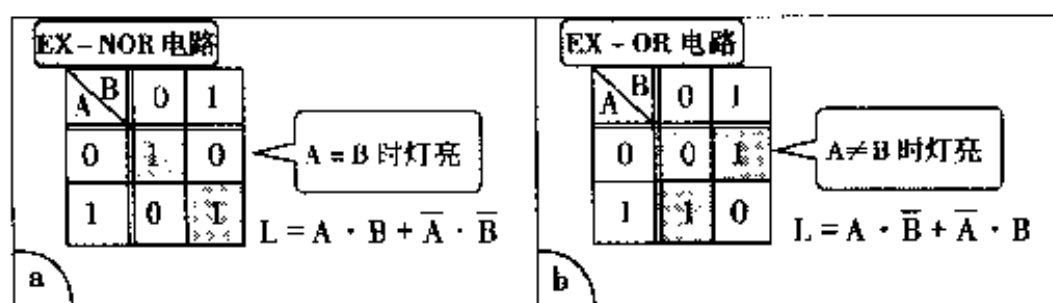 EX-NOR 电路
A B 0 1
0 1 0
1 0 1
A = B 时灯亮
L = A · B + A̅ · B̅
a
EX-OR 电路
A B 0 1
0 0 1
1 1 0
A≠B 时灯亮
L = A · B̅ + A̅ · B
b